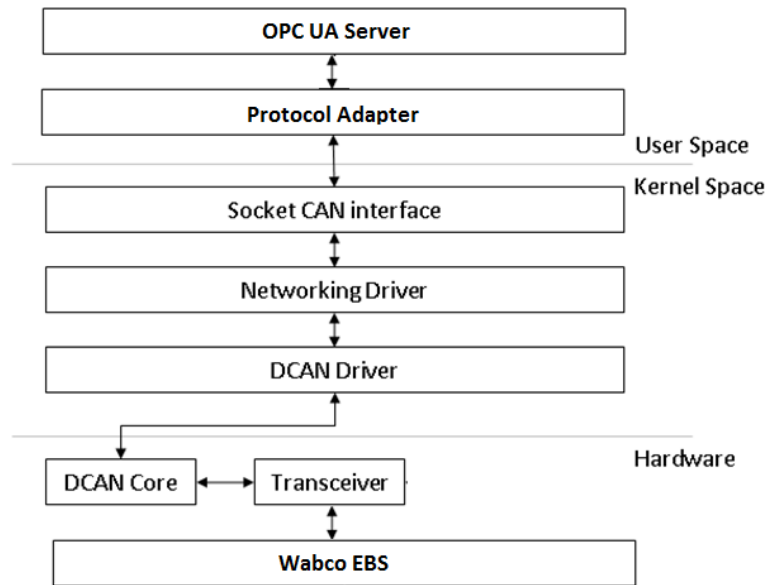 OPC UA Server
Protocol Adapter
User Space
Kernel Space
Socket CAN interface
Networking Driver
DCAN Driver
Hardware
DCAN Core
Transceiver
Wabco EBS